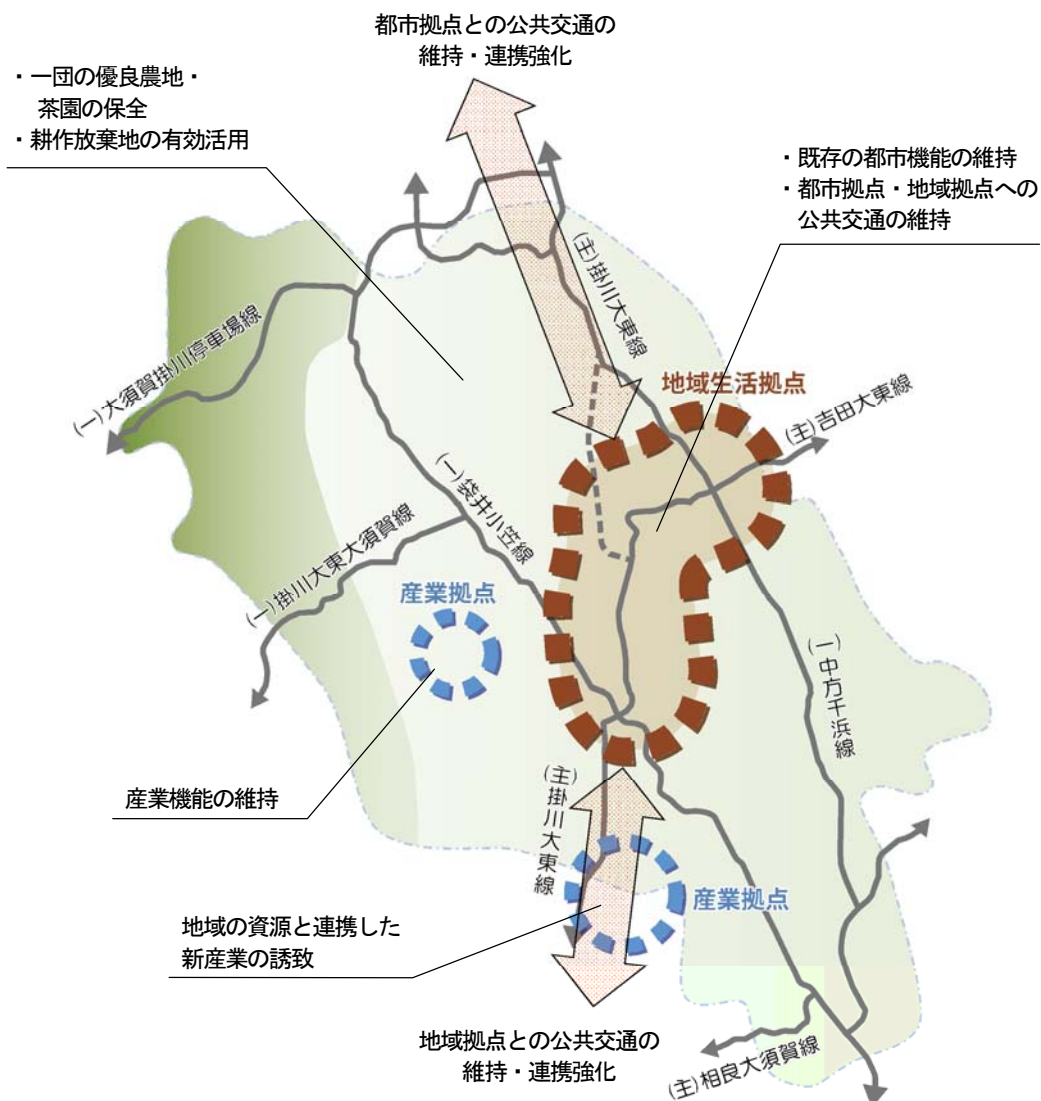 都市拠点との公共交通の
維持・連携強化
・一団の優良農地・
茶園の保全
・耕作放棄地の有効活用
・既存の都市機能の維持
・都市拠点・地域拠点への
公共交通の維持
(主)掛川大東線
(一)大須賀掛川停車場線
地域生活拠点
(主)吉田大東線
(一)袋井小笠線
(一)掛川大東大須賀線
産業拠点
(一)中方千浜線
産業機能の維持
(主)掛川大東線
産業拠点
地域の資源と連携した
新産業の誘致
地域拠点との公共交通の
維持・連携強化
(主)相良大須賀線